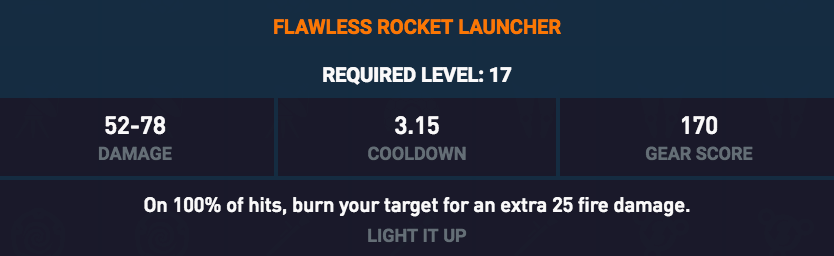 FLAWLESS ROCKET LAUNCHER
REQUIRED LEVEL: 17
52-78 3.15 170
DAMAGE COOLDOWN GEAR SCORE
On 100% of hits, burn your target for an extra 25 fire damage.
LIGHT IT UP